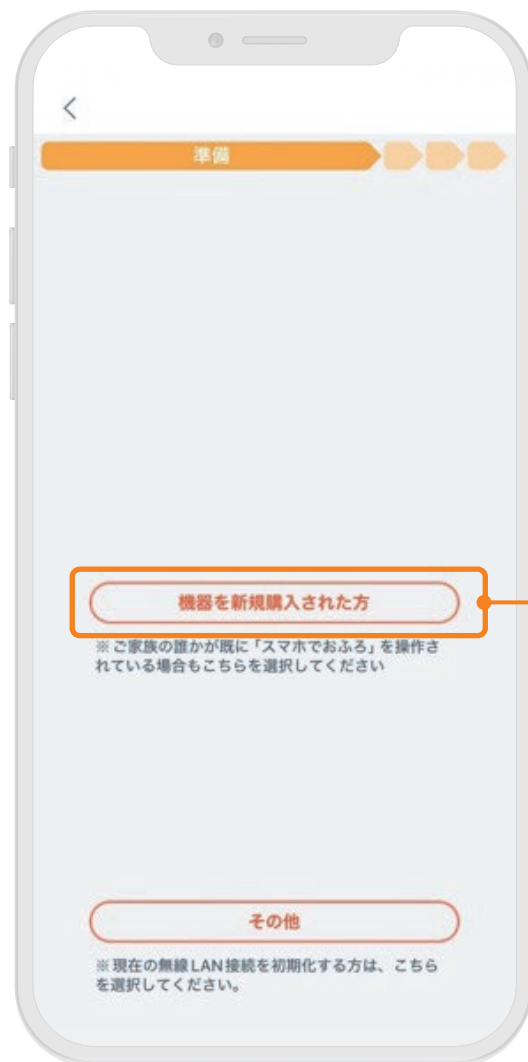 準備
機器を新規購入された方
※ご家族の誰かが既に「スマホでおふろ」を操作さ
れている場合もこちらを選択してください
その他
※現在の無線LAN接続を初期化する方は、こちら
を選択してください。